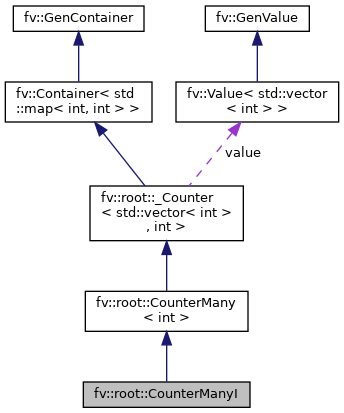 fv::GenContainer
fv::GenValue
fv::Container< std
::map< int, int > >
fv::Value< std::vector
< int > >
value
fv::root::_Counter
< std::vector< int >
, int >
fv::root::CounterMany
< int >
fv::root::CounterManyI